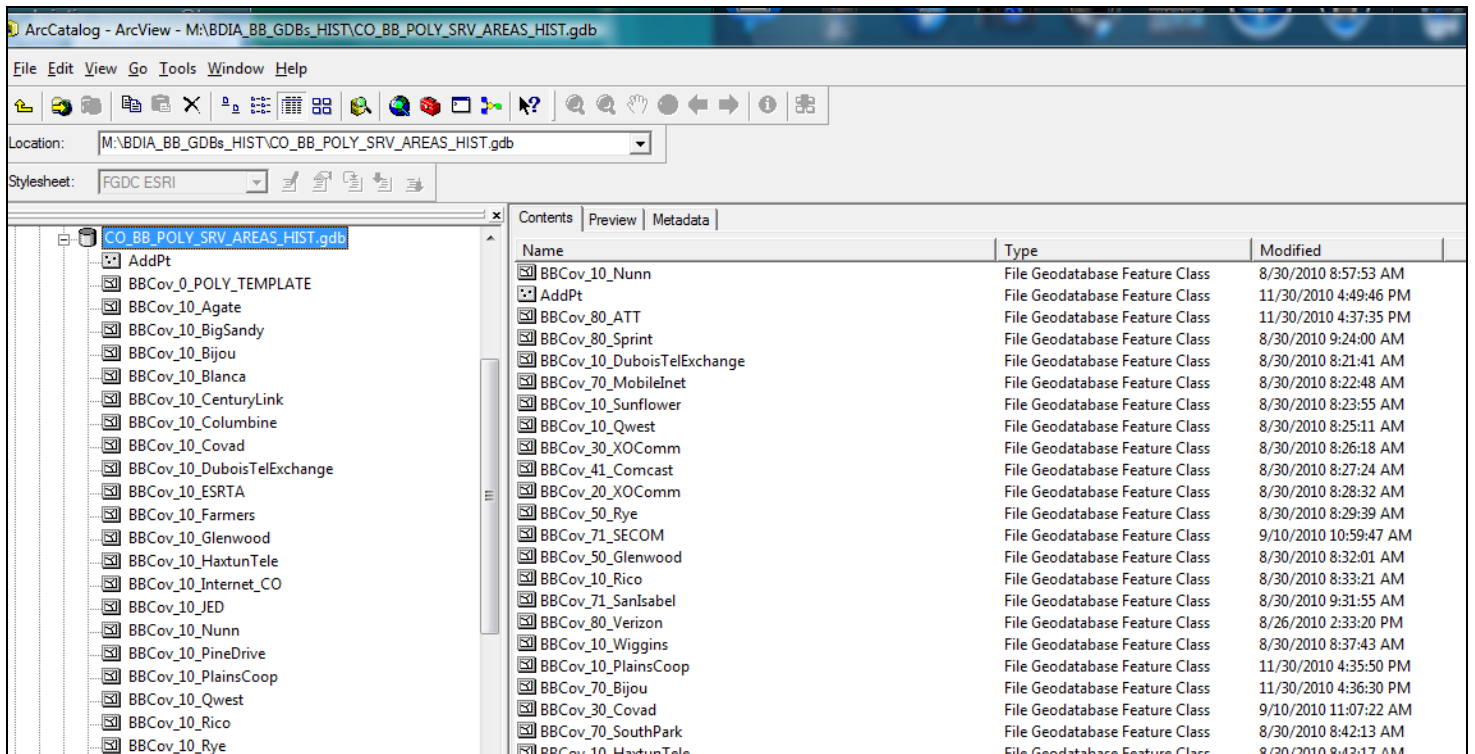 ArcCatalog - ArcView - M:\BDIA_BB_GDBs_HIST\CO_BB_POLY_SRV_AREAS_HIST.gdb
File Edit View Go Tools Window Help
Location: M:\BDIA_BB_GDBs_HIST\CO_BB_POLY_SRV_AREAS_HIST.gdb
Stylesheet: FGDC ESRI
CO_BB_POLY_SRV_AREAS_HIST.gdb
AddPt
BBCov_0_POLY_TEMPLATE
BBCov_10_Agate
BBCov_10_BigSandy
BBCov_10_Bijou
BBCov_10_Blanca
BBCov_10_CenturyLink
BBCov_10_Columbine
BBCov_10_Covad
BBCov_10_DuboisTelExchange
BBCov_10_ESRTA
BBCov_10_Farmers
BBCov_10_Glenwood
BBCov_10_HaxtunTele
BBCov_10_Internet_CO
BBCov_10_JED
BBCov_10_Nunn
BBCov_10_PineDrive
BBCov_10_PlainsCoop
BBCov_10_Qwest
BBCov_10_Rico
BBCov_10_Rye
Contents Preview Metadata
Name Type Modified
BBCov_10_Nunn File Geodatabase Feature Class 8/30/2010 8:57:53 AM
AddPt File Geodatabase Feature Class 11/30/2010 4:49:46 PM
BBCov_80_ATT File Geodatabase Feature Class 11/30/2010 4:37:35 PM
BBCov_80_Sprint File Geodatabase Feature Class 8/30/2010 9:24:00 AM
BBCov_10_DuboisTelExchange File Geodatabase Feature Class 8/30/2010 8:21:41 AM
BBCov_70_MobileInet File Geodatabase Feature Class 8/30/2010 8:22:48 AM
BBCov_10_Sunflower File Geodatabase Feature Class 8/30/2010 8:23:55 AM
BBCov_10_Qwest File Geodatabase Feature Class 8/30/2010 8:25:11 AM
BBCov_30_XOComm File Geodatabase Feature Class 8/30/2010 8:26:18 AM
BBCov_41_Comcast File Geodatabase Feature Class 8/30/2010 8:27:24 AM
BBCov_20_XOComm File Geodatabase Feature Class 8/30/2010 8:28:32 AM
BBCov_50_Rye File Geodatabase Feature Class 8/30/2010 8:29:39 AM
BBCov_71_SECOM File Geodatabase Feature Class 9/10/2010 10:59:47 AM
BBCov_50_Glenwood File Geodatabase Feature Class 8/30/2010 8:32:01 AM
BBCov_10_Rico File Geodatabase Feature Class 8/30/2010 8:33:21 AM
BBCov_71_SanIsabel File Geodatabase Feature Class 8/30/2010 9:31:55 AM
BBCov_80_Verizon File Geodatabase Feature Class 8/26/2010 2:33:20 PM
BBCov_10_Wiggins File Geodatabase Feature Class 8/30/2010 8:37:43 AM
BBCov_10_PlainsCoop File Geodatabase Feature Class 11/30/2010 4:35:50 PM
BBCov_70_Bijou File Geodatabase Feature Class 11/30/2010 4:36:30 PM
BBCov_30_Covad File Geodatabase Feature Class 9/10/2010 11:07:22 AM
BBCov_70_SouthPark File Geodatabase Feature Class 8/30/2010 8:42:13 AM
BBCov_10_HaxtunTele File Geodatabase Feature Class 8/30/2010 8:43:17 AM